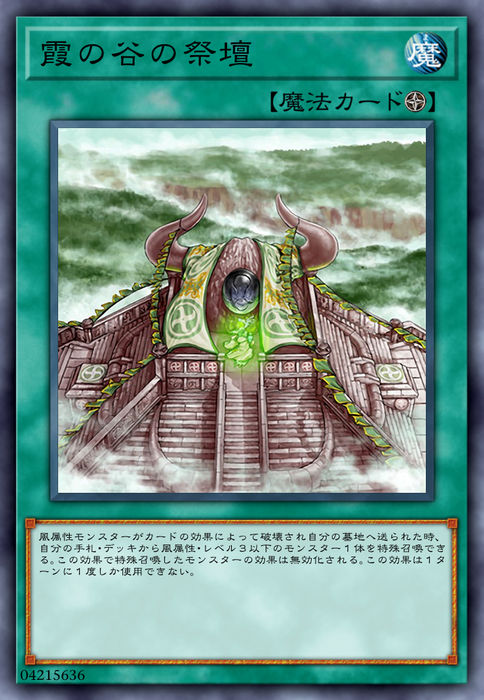 霞の谷の祭壇
魔
【魔法カード】
風属性モンスターがカードの効果によって破壊され自分の墓地へ送られた時、
自分の手札・デッキから風属性・レベル３以下のモンスター１体を特殊召喚でき
る。この効果で特殊召喚したモンスターの効果は無効化される。この効果は１タ
ーンに１度しか使用できない。
04215636